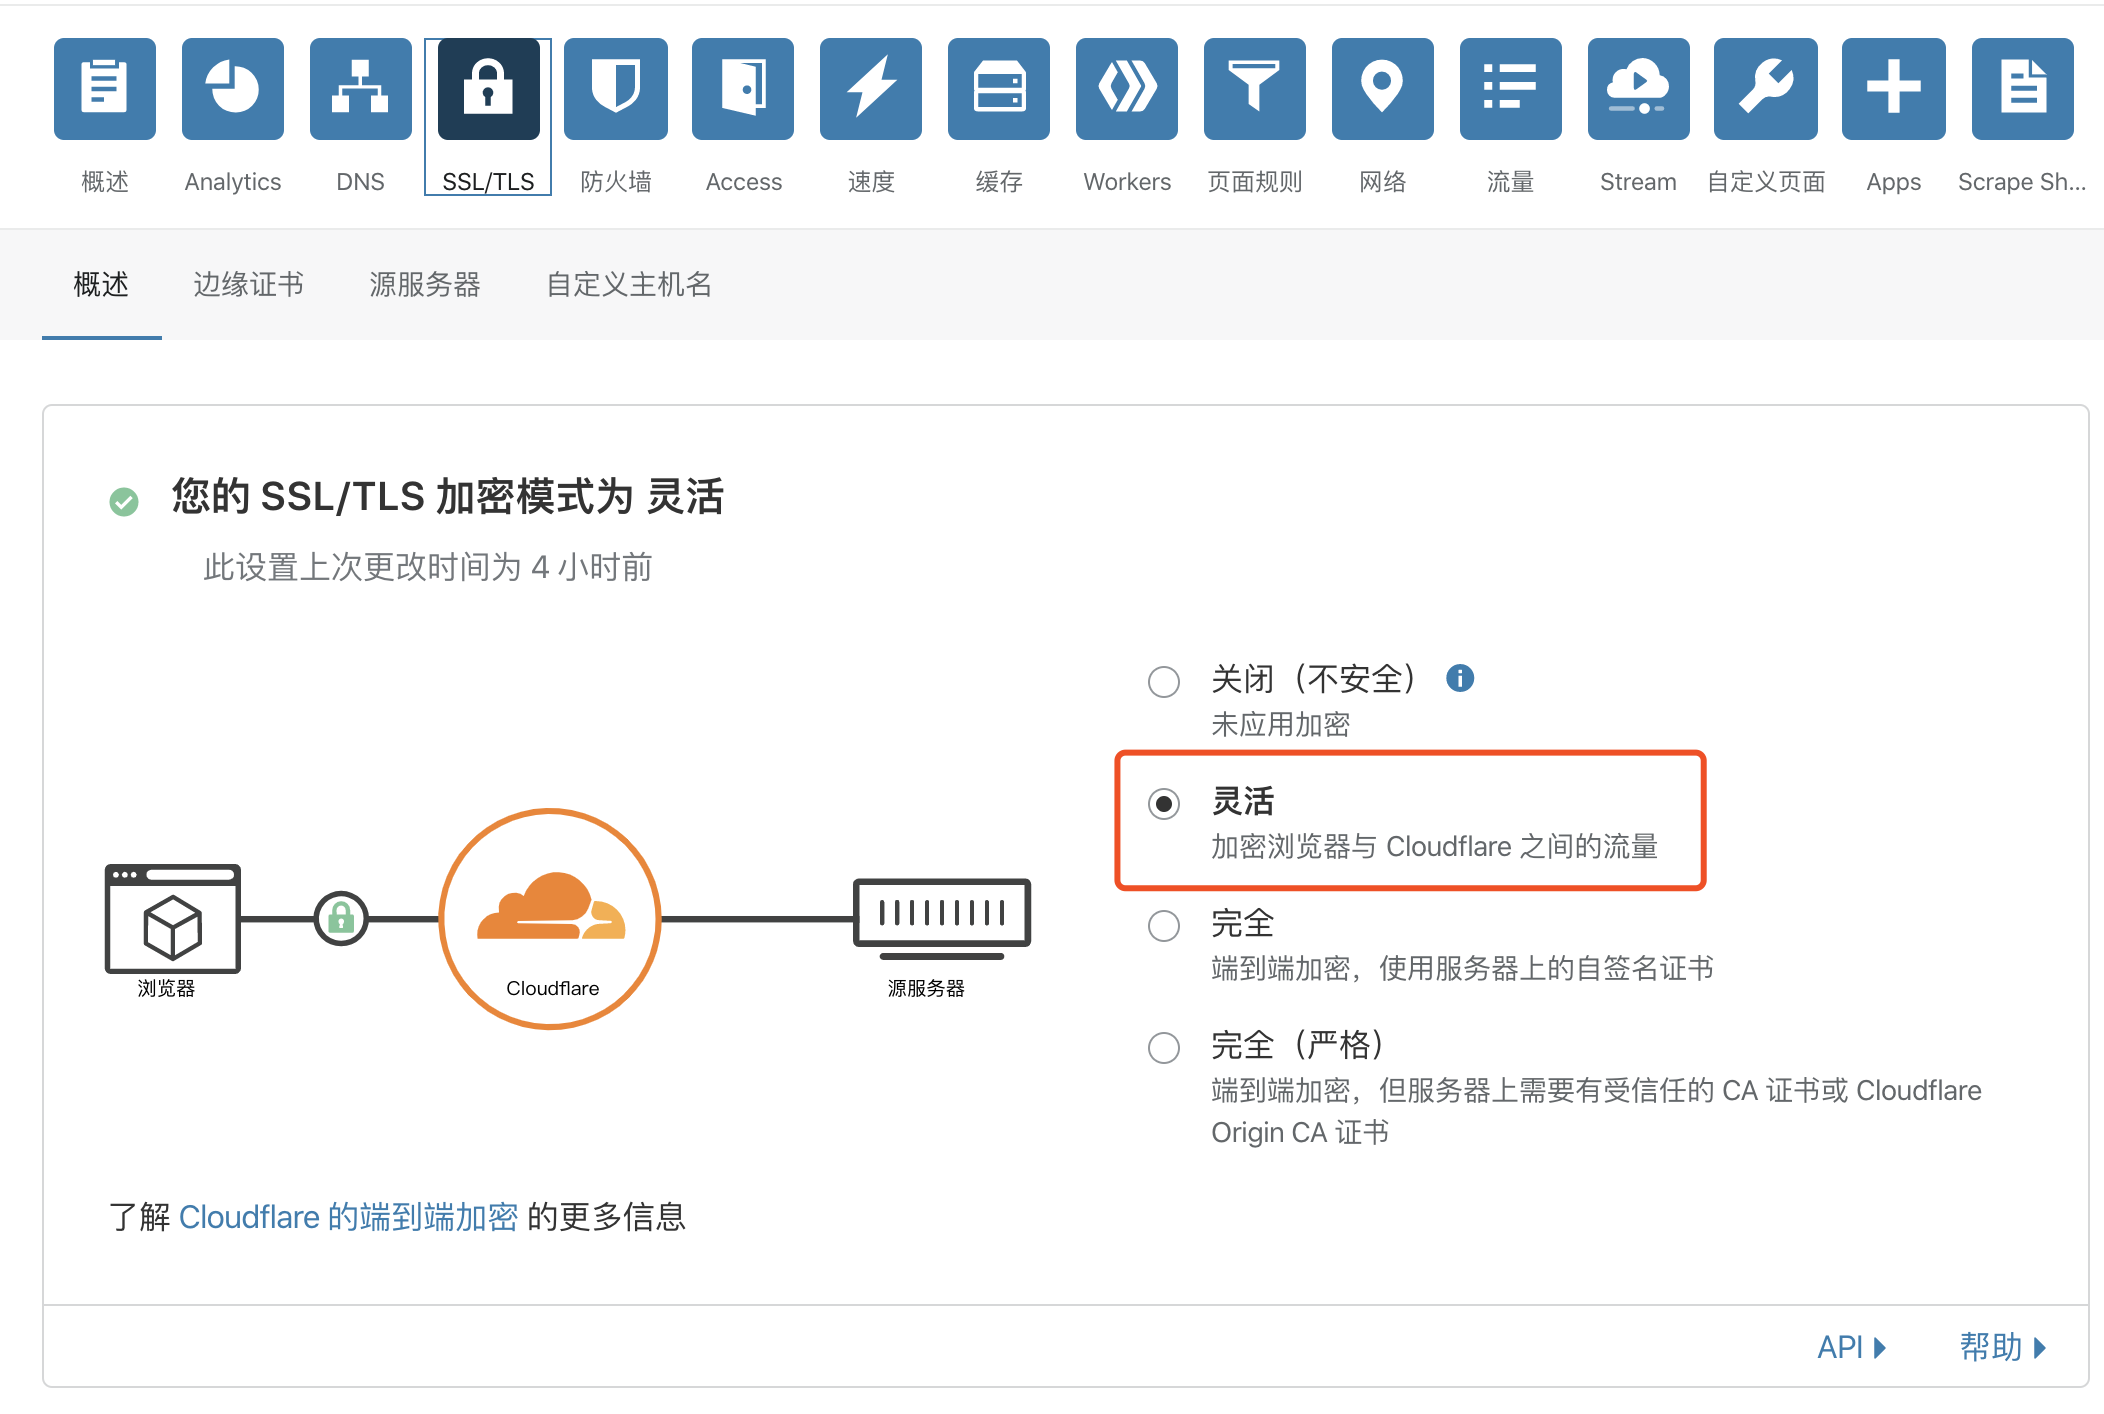 概述
Analytics
DNS
SSL/TLS
防火墙
Access
速度
缓存
Workers
页面规则
网络
流量
Stream
自定义页面
Apps
Scrape Sh...
概述
边缘证书
源服务器
自定义主机名
您的 SSL/TLS 加密模式为 灵活
此设置上次更改时间为 4 小时前
浏览器
Cloudflare
源服务器
关闭（不安全）
未应用加密
灵活
加密浏览器与 Cloudflare 之间的流量
完全
端到端加密，使用服务器上的自签名证书
完全（严格）
端到端加密，但服务器上需要有受信任的 CA 证书或 Cloudflare
Origin CA 证书
了解 Cloudflare 的端到端加密 的更多信息
API
帮助